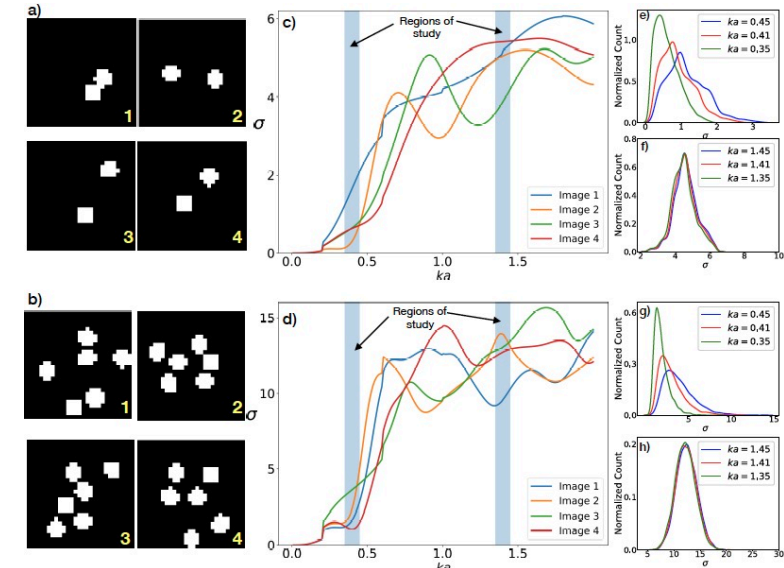 a)
1
2
3
4
b)
1
2
3
4
c)
6
4
σ
2
0
0.0
0.5
1.0
1.5
ka
Regions of
study
Image 1
Image 2
Image 3
Image 4
d)
15
10
σ
5
0
0.0
0.5
1.0
1.5
ka
Regions of
study
Image 1
Image 2
Image 3
Image 4
e)
Normalized Count
1.0
0.5
0.0
0
1
2
3
σ
ka = 0,45
ka = 0.41
ka = 0,35
f)
Normalized Count
0.8
0.4
0.0
2
4
6
8
10
σ
ka = 1.45
ka = 1,41
ka = 1.35
g)
Normalized Count
0.6
0.3
0.0
5
10
15
σ
ka = 0.45
ka = 0,41
ka = 0.35
h)
Normalized Count
0.2
0.1
0.0
5
10
15
20
25
30
σ
ka = 1.45
ka = 1.41
ka = 1,35